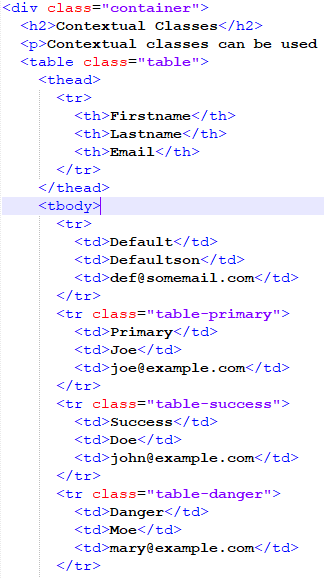 <div class="container">
<h2>Contextual Classes</h2>
<p>Contextual classes can be used
<table class="table">
<thead>
<tr>
<th>Firstname</th>
<th>Lastname</th>
<th>Email</th>
</tr>
</thead>
<tbody>
<tr>
<td>Default</td>
<td>Defaultson</td>
<td>def@somemail.com</td>
</tr>
<tr class="table-primary">
<td>Primary</td>
<td>Joe</td>
<td>joe@example.com</td>
</tr>
<tr class="table-success">
<td>Success</td>
<td>Doe</td>
<td>john@example.com</td>
</tr>
<tr class="table-danger">
<td>Danger</td>
<td>Moe</td>
<td>mary@example.com</td>
</tr>